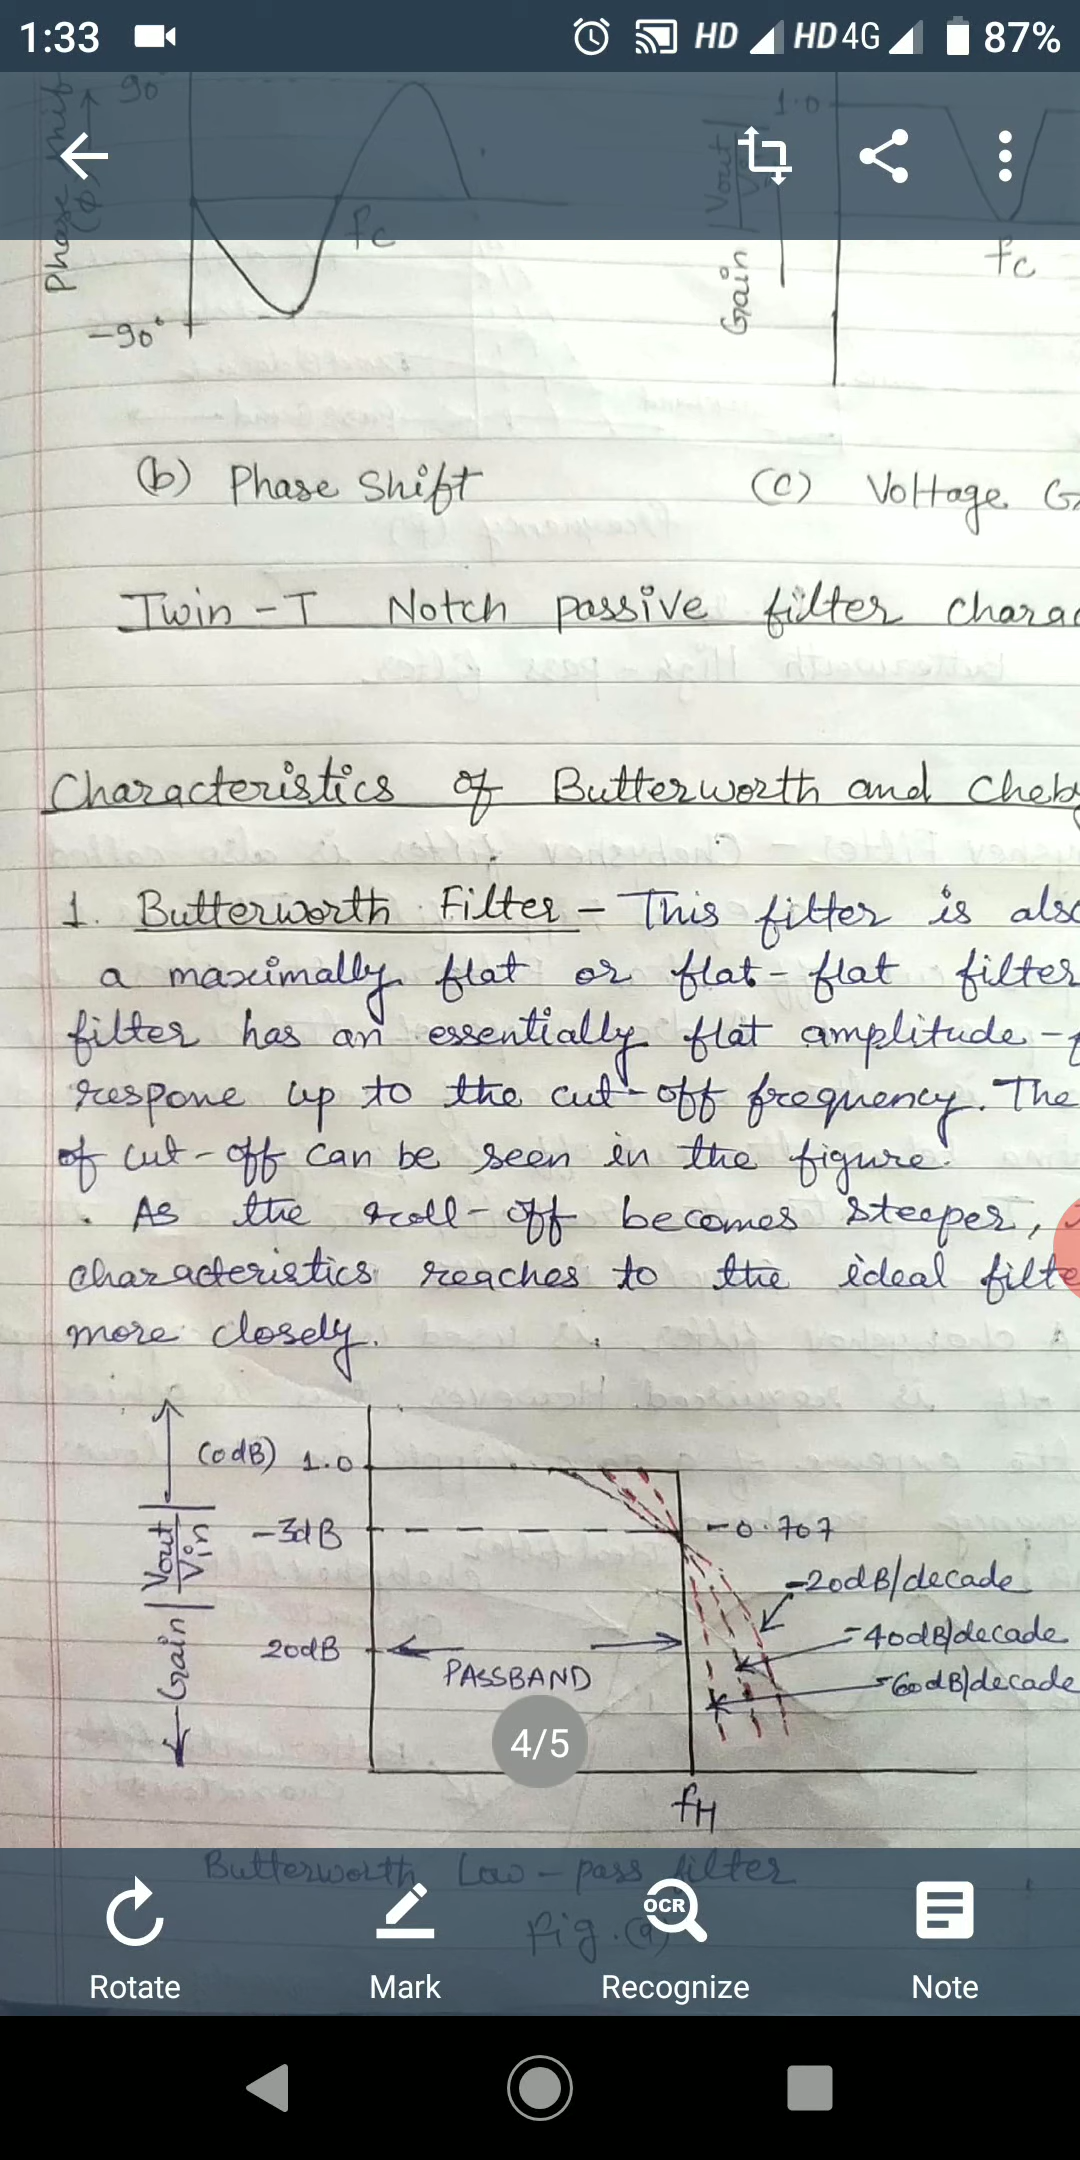 1:33 HD HD 4G 87%
90
Phase shift (φ)
fc
-90°
1.0
Gain |Vout
fc
(b) Phase Shift (C) Voltage
Twin-T Notch passive filter
Characteristics of Butterworth and
1. Butterworth Filter - This filter is
a maximally flat or flat-flat filter
filter has an essentially flat amplitude-
respone up to the cut-off frequency. The
of cut-off can be seen in the figure.
. As the roll-off becomes steeper,
characteristics reaches to the ideal
more closely.
(0dB) 1.0
-3dB -0.707
Gain |Vout/Vin|
-20dB/decade
-40dB/decade
20dB
PASSBAND
-60dB/decade
4/5
fH
Butterworth Low-pass filter
fig.(a)
Rotate Mark OCR Recognize Note